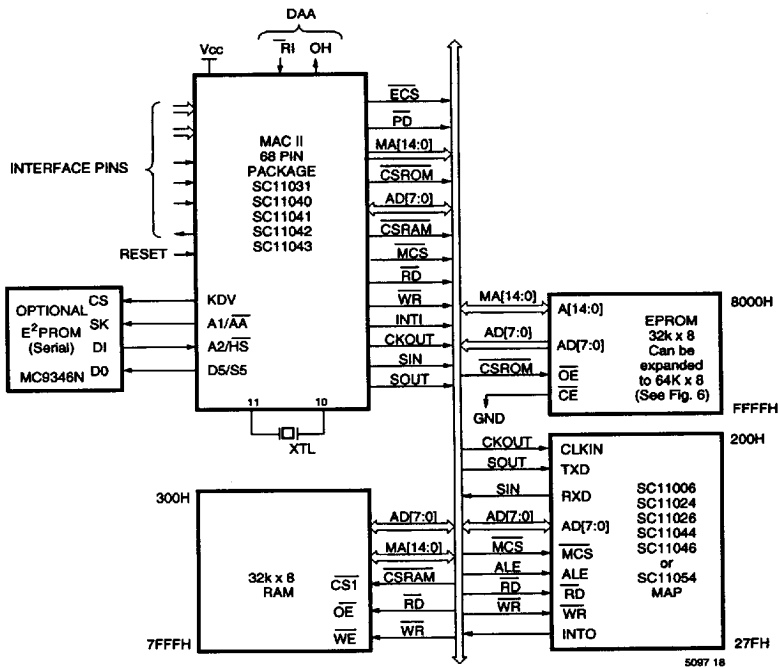 DAA
Vcc
RI OH
ECS
PD
MA[14:0]
CSROM
AD[7:0]
CSRAM
MCS
RD
WR
INTI
CKOUT
SIN
SOUT
MAC II
68 PIN
PACKAGE
SC11031
SC11040
SC11041
SC11042
SC11043
INTERFACE PINS
RESET
KDV
A1/AA
A2/HS
D5/S5
11 10
XTL
OPTIONAL
E²PROM
(Serial)
MC9346N
CS
SK
DI
D0
MA[14:0]
AD[7:0]
CSROM
GND
A[14:0]
AD[7:0]
OE
CE
EPROM
32k x 8
Can be
expanded
to 64K x 8
(See Fig. 6)
8000H
FFFFH
CKOUT
SOUT
SIN
AD[7:0]
MCS
ALE
RD
WR
CLKIN
TXD
RXD
AD[7:0]
MCS
ALE
RD
WR
INTO
SC11006
SC11024
SC11026
SC11044
SC11046
or
SC11054
MAP
200H
27FH
300H
7FFFH
32k x 8
RAM
CS1
OE
WE
AD[7:0]
MA[14:0]
CSRAM
RD
WR
5097 18